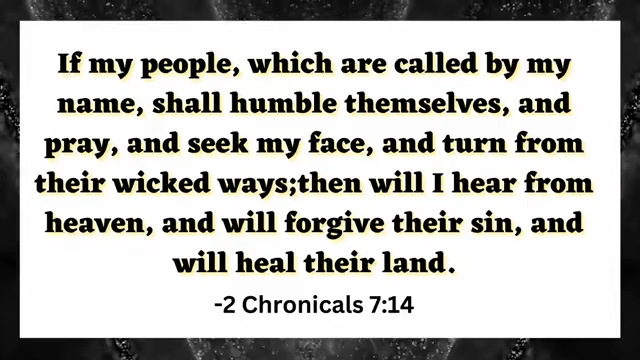 If my people, which are called by my
name, shall humble themselves, and
pray, and seek my face, and turn from
their wicked ways;then will I hear from
heaven, and will forgive their sin, and
will heal their land.
-2 Chronicals 7:14